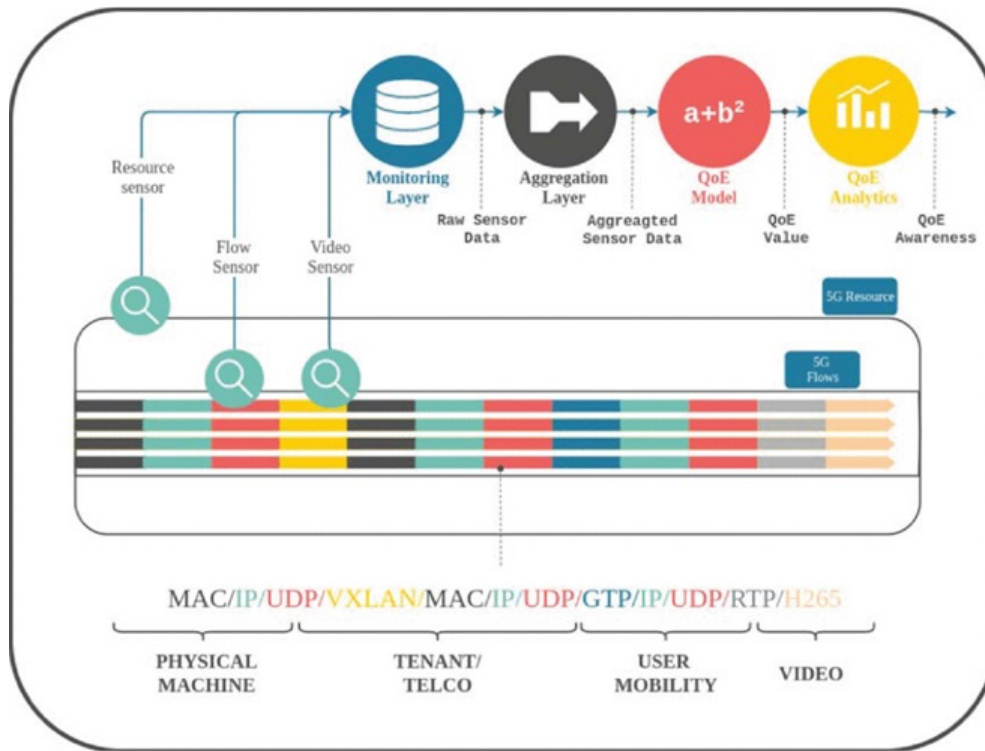 a+b²
Resource
sensor
Monitoring
Layer
Aggregation
Layer
QoE
Model
QoE
Analytics
Raw Sensor
Data
Aggreagted
Sensor Data
QoE
Value
QoE
Awareness
Flow
Sensor
Video
Sensor
5G Resource
5G
Flows
MAC/IP/UDP/VXLAN/MAC/IP/UDP/GTP/IP/UDP/RTP/H265
PHYSICAL
MACHINE
TENANT/
TELCO
USER
MOBILITY
VIDEO